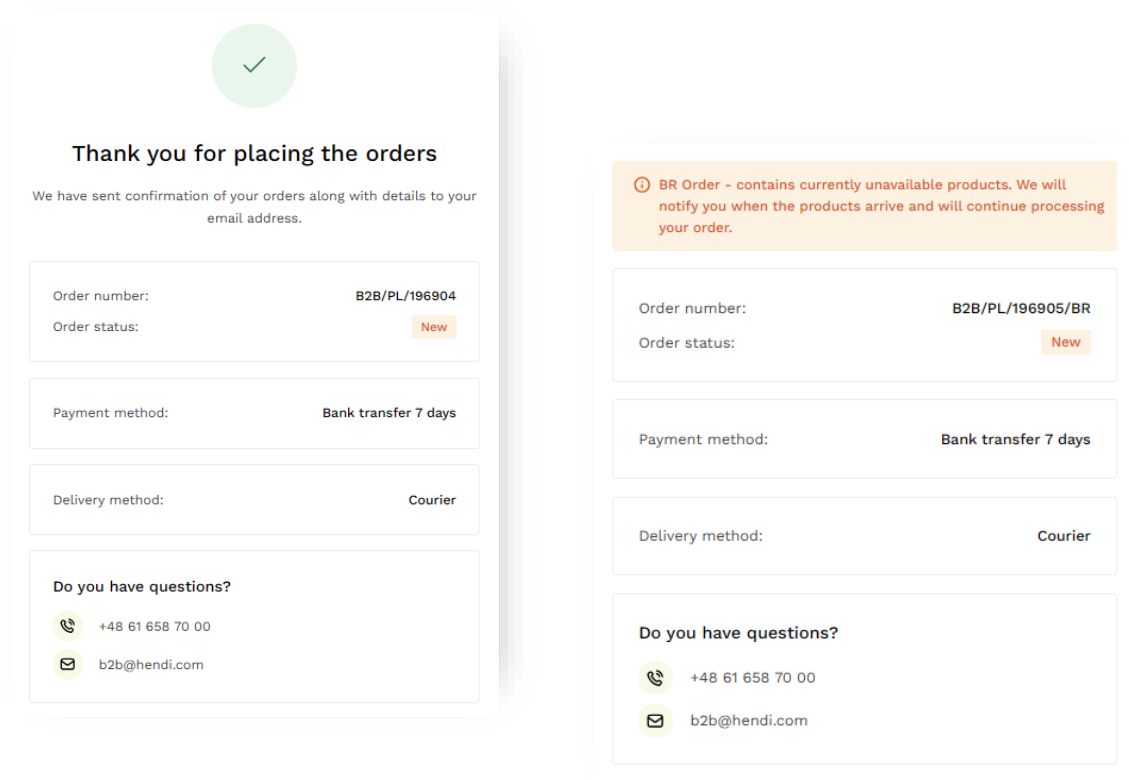 Thank you for placing the orders
We have sent confirmation of your orders along with details to your
email address.
Order number: B2B/PL/196904
Order status: New
Payment method: Bank transfer 7 days
Delivery method: Courier
Do you have questions?
+48 61 658 70 00
b2b@hendi.com
BR Order - contains currently unavailable products. We will
notify you when the products arrive and will continue processing
your order.
Order number: B2B/PL/196905/BR
Order status: New
Payment method: Bank transfer 7 days
Delivery method: Courier
Do you have questions?
+48 61 658 70 00
b2b@hendi.com